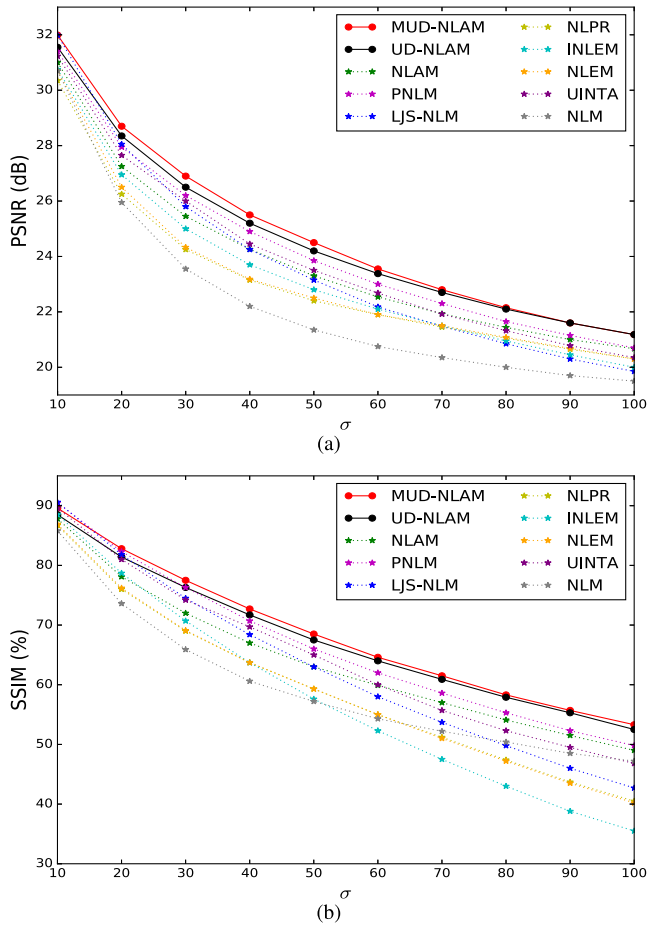 32
30
28
26
24
22
20
PSNR (dB)
MUD-NLAM
UD-NLAM
NLAM
PNLM
LJS-NLM
NLPR
INLEM
NLEM
UINTA
NLM
10 20 30 40 50 60 70 80 90 100
σ
(a)
90
80
70
60
50
40
30
SSIM (%)
MUD-NLAM
UD-NLAM
NLAM
PNLM
LJS-NLM
NLPR
INLEM
NLEM
UINTA
NLM
10 20 30 40 50 60 70 80 90 100
σ
(b)